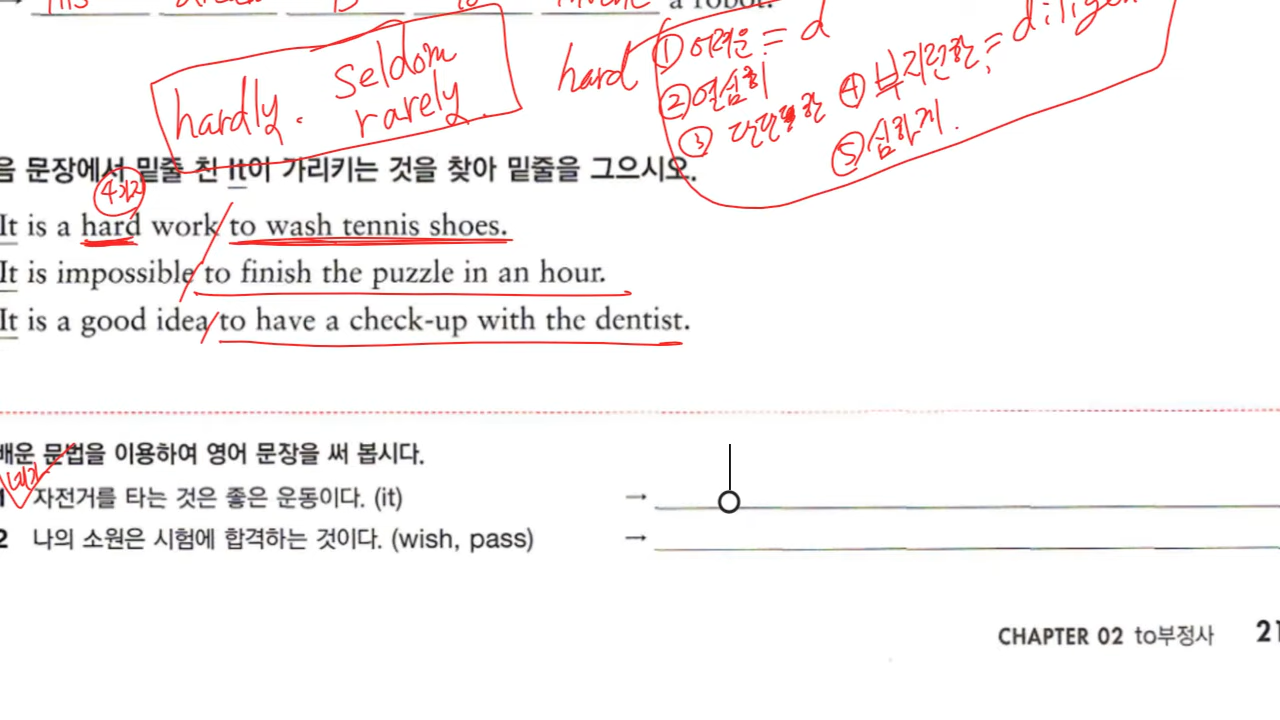 a robot.
hardly. seldom
rarely.
hard ① 어려운 =
② 열심히
③ 단단한 ④ 부지런한 =
⑤ 심하게.
음 문장에서 밑줄 친 It이 가리키는 것을 찾아 밑줄을 그으시오.
It is a hard work to wash tennis shoes.
It is impossible to finish the puzzle in an hour.
It is a good idea to have a check-up with the dentist.
배운 문법을 이용하여 영어 문장을 써 봅시다.
1 자전거를 타는 것은 좋은 운동이다. (it) →
2 나의 소원은 시험에 합격하는 것이다. (wish, pass) →
CHAPTER 02 to부정사 21